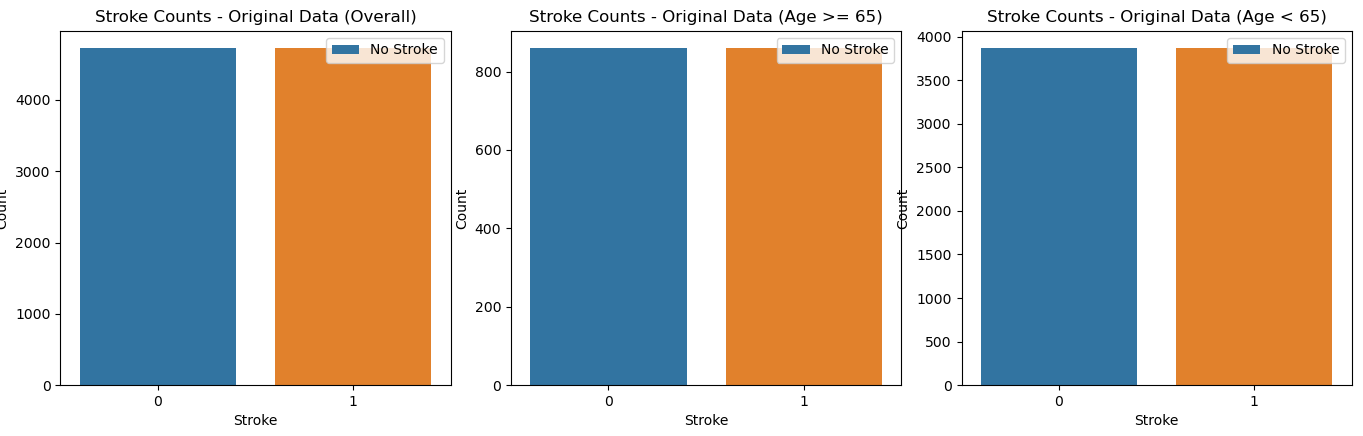 Stroke Counts - Original Data (Overall)
No Stroke
4000
3000
2000
1000
0
Count
0
1
Stroke
Stroke Counts - Original Data (Age >= 65)
No Stroke
800
600
400
200
0
Count
0
1
Stroke
Stroke Counts - Original Data (Age < 65)
No Stroke
4000
3500
3000
2500
2000
1500
1000
500
0
Count
0
1
Stroke